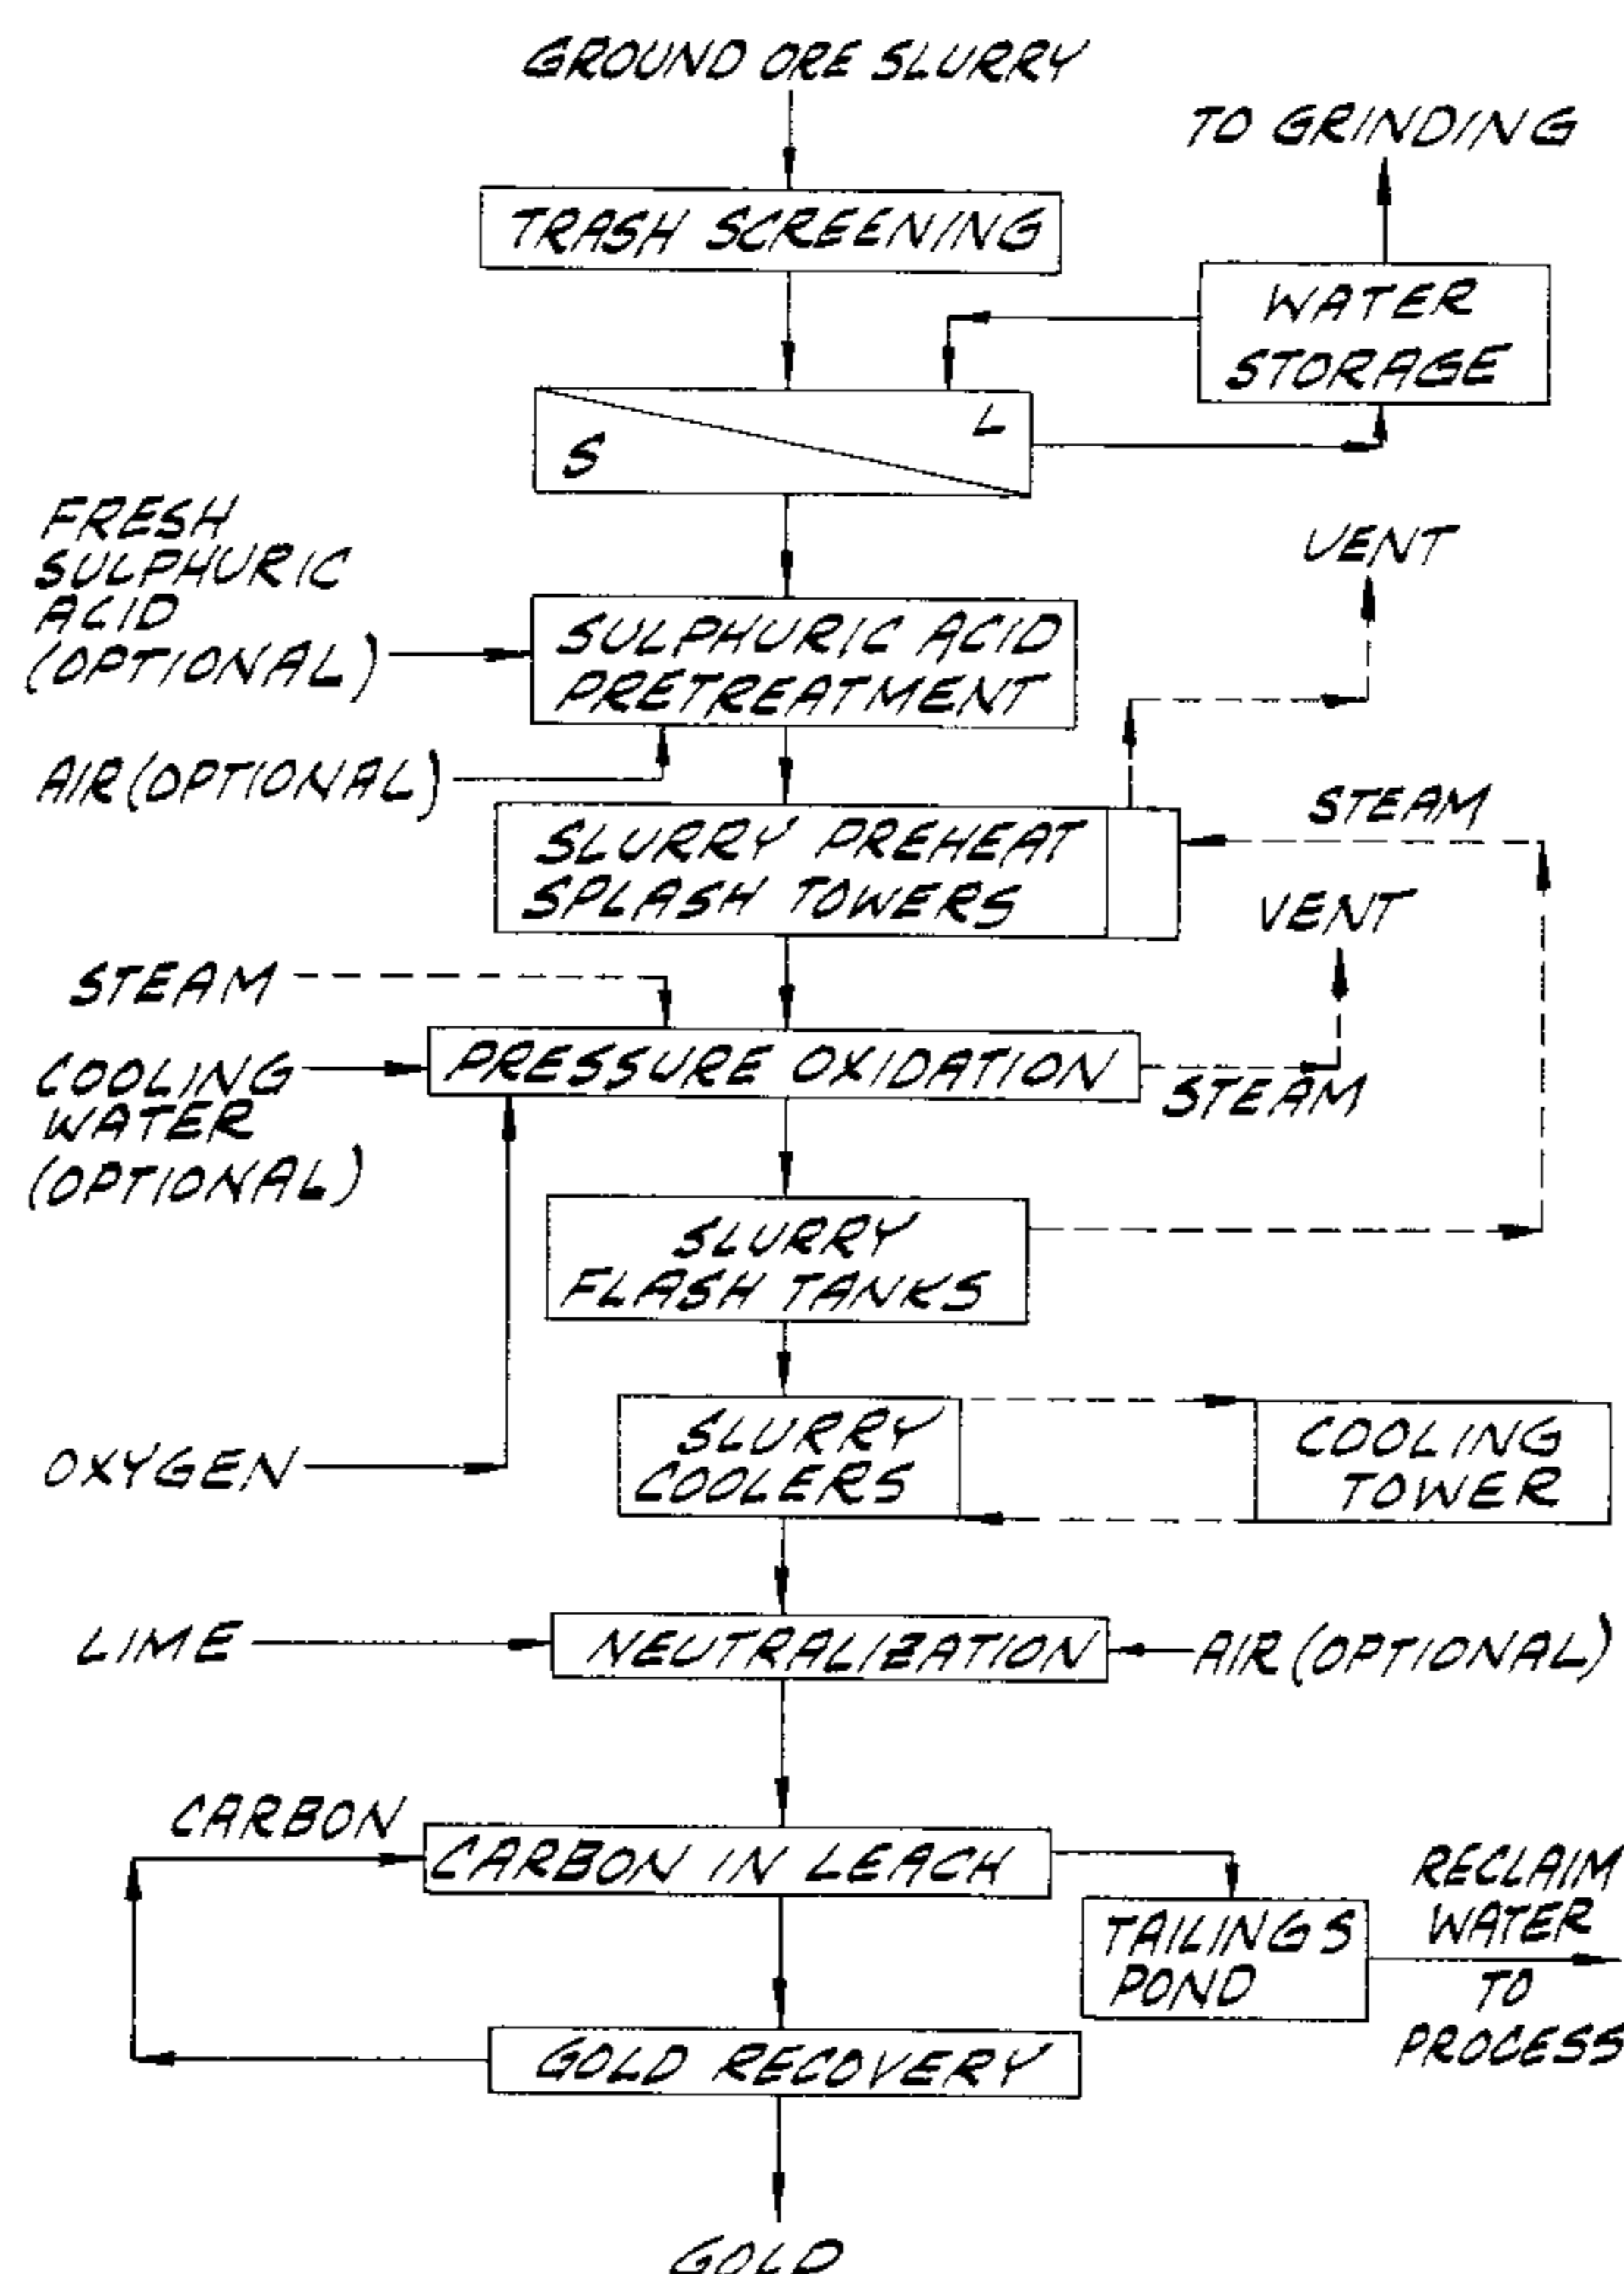 GROUND ORE SLURRY
TO GRINDING
TRASH SCREENING
WATER
STORAGE
L
S
FRESH
SULPHURIC
ACID
(OPTIONAL)
VENT
SULPHURIC ACID
PRETREATMENT
AIR (OPTIONAL)
STEAM
SLURRY PREHEAT
SPLASH TOWERS
VENT
STEAM
COOLING
WATER
(OPTIONAL)
PRESSURE OXIDATION
STEAM
SLURRY
FLASH TANKS
SLURRY
COOLERS
COOLING
TOWER
OXYGEN
LIME
NEUTRALIZATION
AIR (OPTIONAL)
CARBON
CARBON IN LEACH
RECLAIM
WATER
TO
PROCESS
TAILINGS
POND
GOLD RECOVERY
GOLD